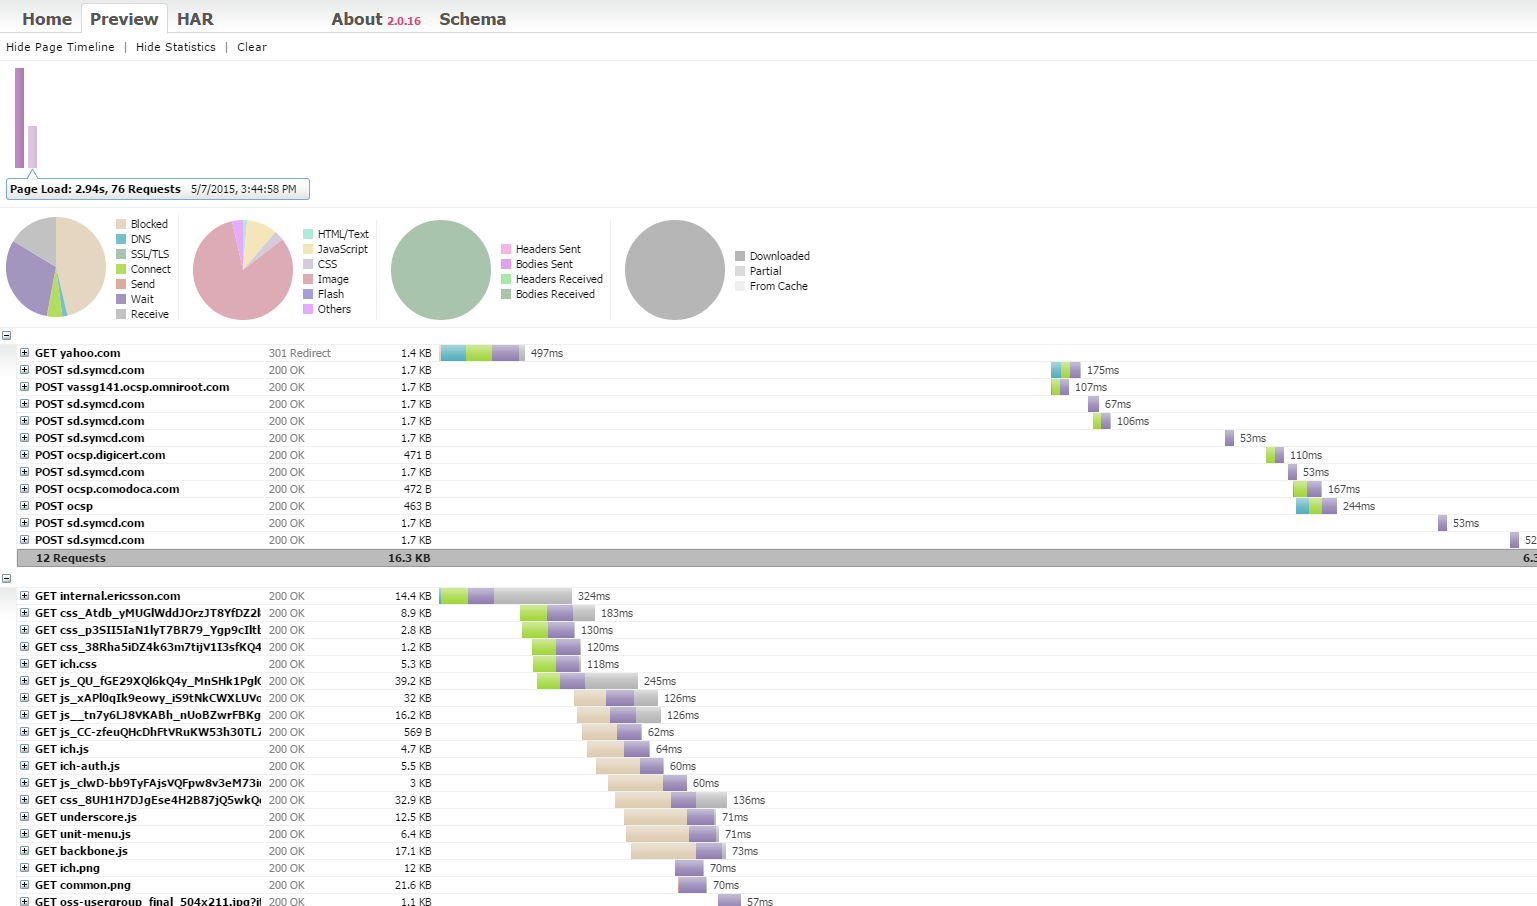 Home Preview HAR About 2.0.16 Schema
Hide Page Timeline | Hide Statistics | Clear
Page Load: 2.94s, 76 Requests 5/7/2015, 3:44:58 PM
Blocked
DNS
SSL/TLS
Connect
Send
Wait
Receive
HTML/Text
JavaScript
CSS
Image
Flash
Others
Headers Sent
Bodies Sent
Headers Received
Bodies Received
Downloaded
Partial
From Cache
GET yahoo.com 301 Redirect 1.4 KB 497ms
POST sd.symcd.com 200 OK 1.7 KB 175ms
POST vassg141.ocsp.omniroot.com 200 OK 1.7 KB 107ms
POST sd.symcd.com 200 OK 1.7 KB 67ms
POST sd.symcd.com 200 OK 1.7 KB 106ms
POST sd.symcd.com 200 OK 1.7 KB 53ms
POST ocsp.digicert.com 200 OK 471 B 110ms
POST sd.symcd.com 200 OK 1.7 KB 53ms
POST ocsp.comodoca.com 200 OK 472 B 167ms
POST ocsp 200 OK 463 B 244ms
POST sd.symcd.com 200 OK 1.7 KB 53ms
POST sd.symcd.com 200 OK 1.7 KB 52
12 Requests 16.3 KB 6.3
GET internal.ericsson.com 200 OK 14.4 KB 324ms
GET css_Atdb_yMUGlWddJOrzJT8YfDZ2l 200 OK 8.9 KB 183ms
GET css_p3SII5IaN1lyT7BR79_Ygp9cIltb 200 OK 2.8 KB 130ms
GET css_38Rha5iDZ4k63m7tijV1I3sfKQ4 200 OK 1.2 KB 120ms
GET ich.css 200 OK 5.3 KB 118ms
GET js_QU_fGE29XQl6kQ4y_MnSHk1Pgl 200 OK 39.2 KB 245ms
GET js_xAPl0qIk9eowy_iS9tNkCWXLUVo 200 OK 32 KB 126ms
GET js__tn7y6LJ8VKABh_nUoBZwrFBKg 200 OK 16.2 KB 126ms
GET js_CC-zfeuQHcDhFtVRuKW53h30TL7 200 OK 569 B 62ms
GET ich.js 200 OK 4.7 KB 64ms
GET ich-auth.js 200 OK 5.5 KB 60ms
GET js_clwD-bb9TyFAjsVQFpw8v3eM73i 200 OK 3 KB 60ms
GET css_8UH1H7DJgEse4H2B87jQ5wkQ 200 OK 32.9 KB 136ms
GET underscore.js 200 OK 12.5 KB 71ms
GET unit-menu.js 200 OK 6.4 KB 71ms
GET backbone.js 200 OK 17.1 KB 73ms
GET ich.png 200 OK 12 KB 70ms
GET common.png 200 OK 21.6 KB 70ms
GET oss-usergroup_final_504x211.jpg?it 200 OK 1.1 KB 57ms